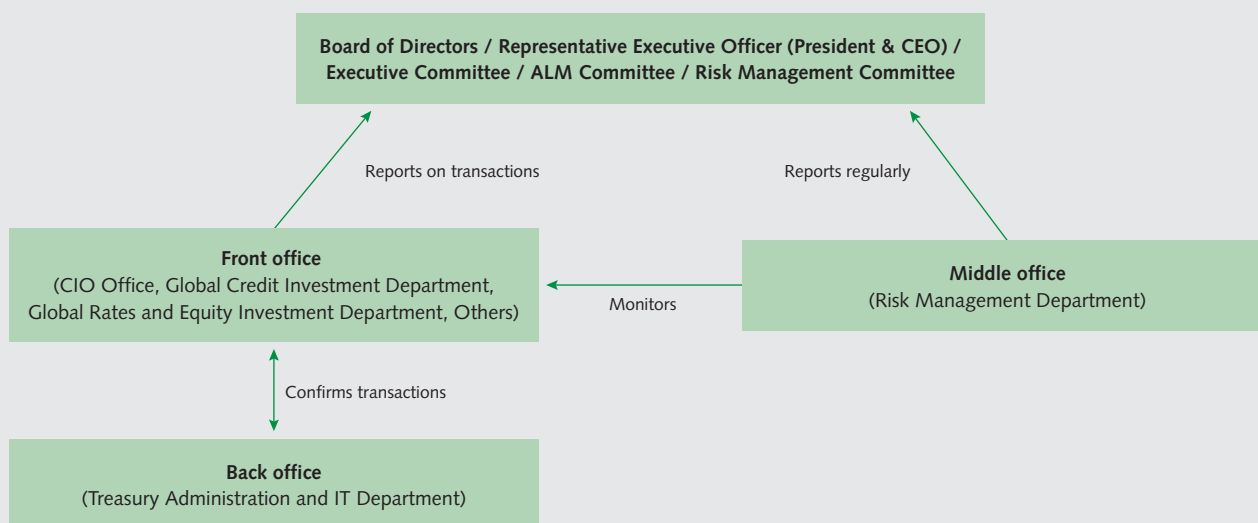 Board of Directors / Representative Executive Officer (President & CEO) /
Executive Committee / ALM Committee / Risk Management Committee
Reports on transactions
Reports regularly
Front office
(CIO Office, Global Credit Investment Department,
Global Rates and Equity Investment Department, Others)
Monitors
Middle office
(Risk Management Department)
Confirms transactions
Back office
(Treasury Administration and IT Department)